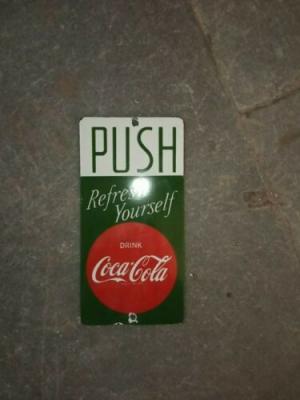 PUSH
Refresh
Yourself
DRINK
Coca-Cola